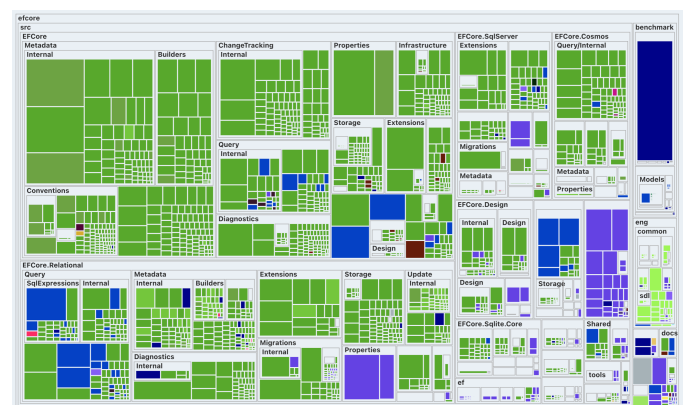 efcore
src
benchmark
EFCore
EFCore.SqlServer
EFCore.Cosmos
Metadata
ChangeTracking
Properties
Infrastructure
Extensions
Query/Internal
Internal
Builders
Internal
Storage
Extensions
Query
Internal
Migrations
Metadata
Metadata
Properties
Models
Conventions
Diagnostics
Design
EFCore.Design
Internal
Design
eng
common
EFCore.Relational
Query
Metadata
Extensions
Storage
Update
SqlExpressions
Internal
Internal
Builders
Internal
Design
Storage
sdl
EFCore.Sqlite.Core
Shared
docs
Diagnostics
Internal
Migrations
Internal
Properties
tools
ef